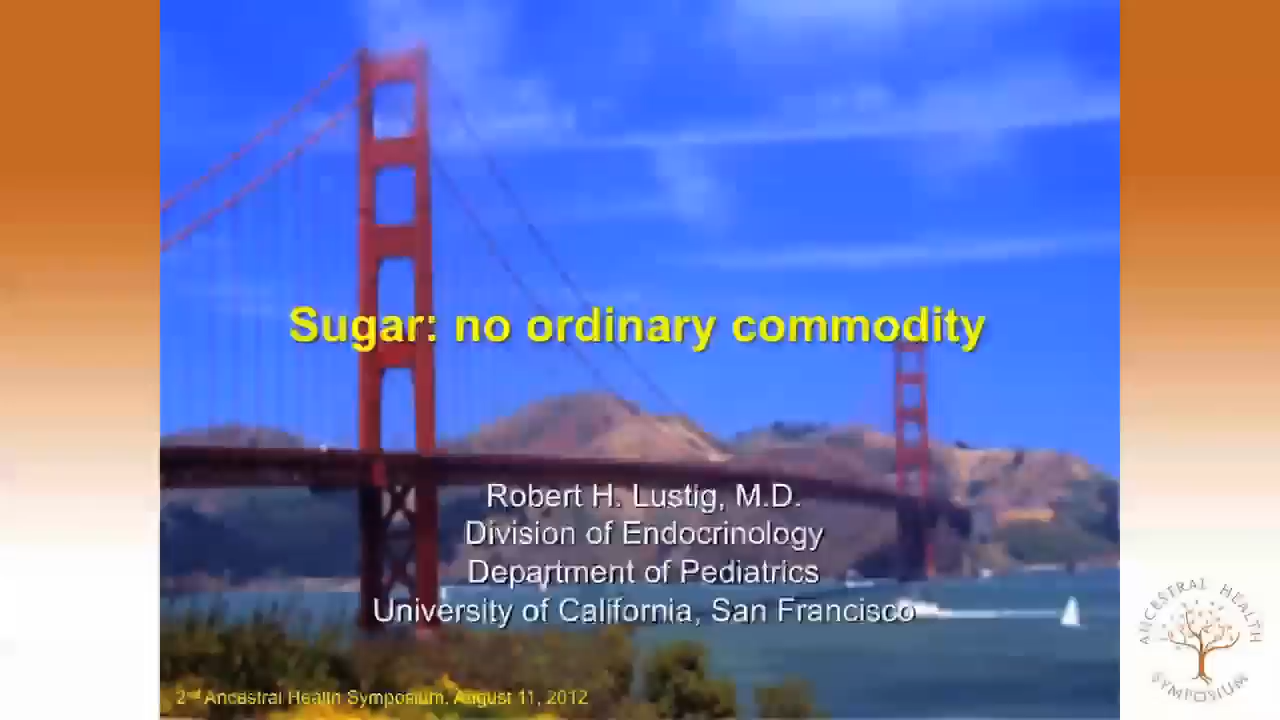 Sugar: no ordinary commodity
Robert H. Lustig, M.D.
Division of Endocrinology
Department of Pediatrics
University of California, San Francisco
2nd Ancestral Health Symposium, August 11, 2012
ANCESTRAL HEALTH
SYMPOSIUM